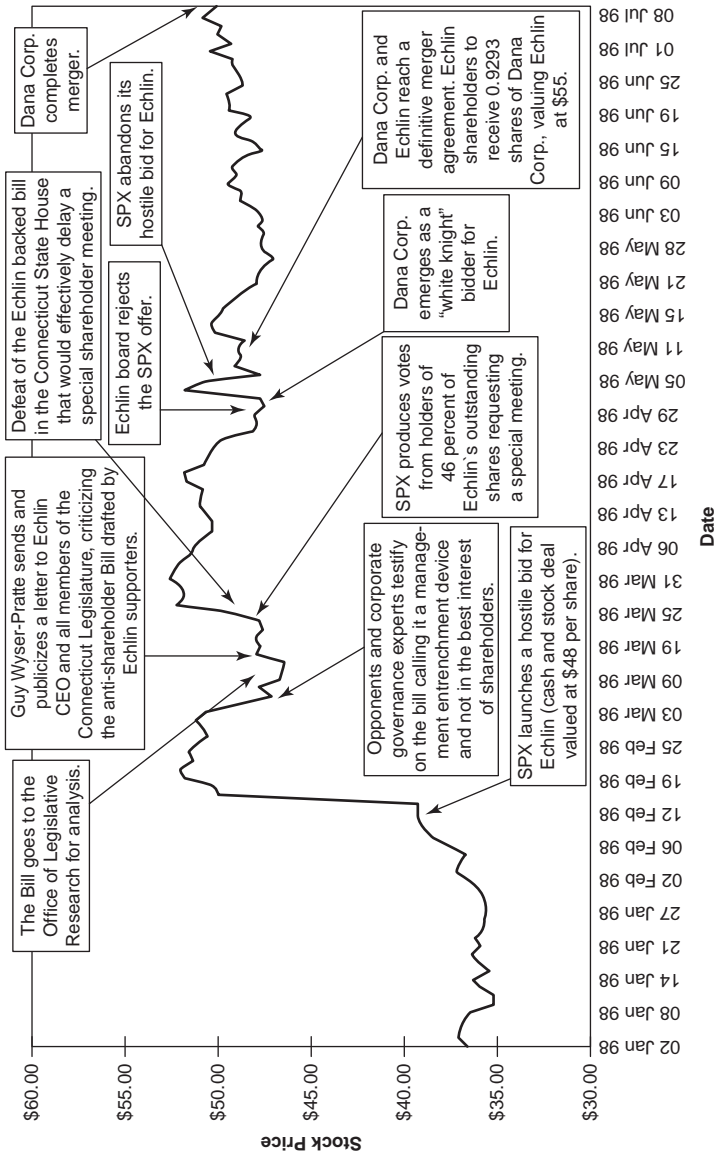 $60.00
$55.00
$50.00
$45.00
$40.00
$35.00
$30.00
Stock Price
The Bill goes to the
Office of Legislative
Research for analysis.
Guy Wyser-Pratte sends and
publicizes a letter to Echlin
CEO and all members of the
Connecticut Legislature, criticizing
the anti-shareholder Bill drafted by
Echlin supporters.
Defeat of the Echlin backed bill
in the Connecticut State House
that would effectively delay a
special shareholder meeting.
Echlin board rejects
the SPX offer.
SPX abandons its
hostile bid for Echlin.
Dana Corp.
completes
merger.
SPX launches a hostile bid for
Echlin (cash and stock deal
valued at $48 per share).
Opponents and corporate
governance experts testify
on the bill calling it a manage-
ment entrenchment device
and not in the best interest
of shareholders.
SPX produces votes
from holders of
46 percent of
Echlin`s outstanding
shares requesting
a special meeting.
Dana Corp.
emerges as a
“white knight”
bidder for
Echlin.
Dana Corp. and
Echlin reach a
definitive merger
agreement. Echlin
shareholders to
receive 0.9293
shares of Dana
Corp., valuing Echlin
at $55.
02 Jan 98
08 Jan 98
14 Jan 98
21 Jan 98
27 Jan 98
02 Feb 98
06 Feb 98
12 Feb 98
19 Feb 98
25 Feb 98
03 Mar 98
09 Mar 98
19 Mar 98
25 Mar 98
31 Mar 98
06 Apr 98
13 Apr 98
17 Apr 98
23 Apr 98
29 Apr 98
05 May 98
11 May 98
15 May 98
21 May 98
28 May 98
03 Jun 98
09 Jun 98
15 Jun 98
19 Jun 98
25 Jun 98
01 Jul 98
08 Jul 98
Date